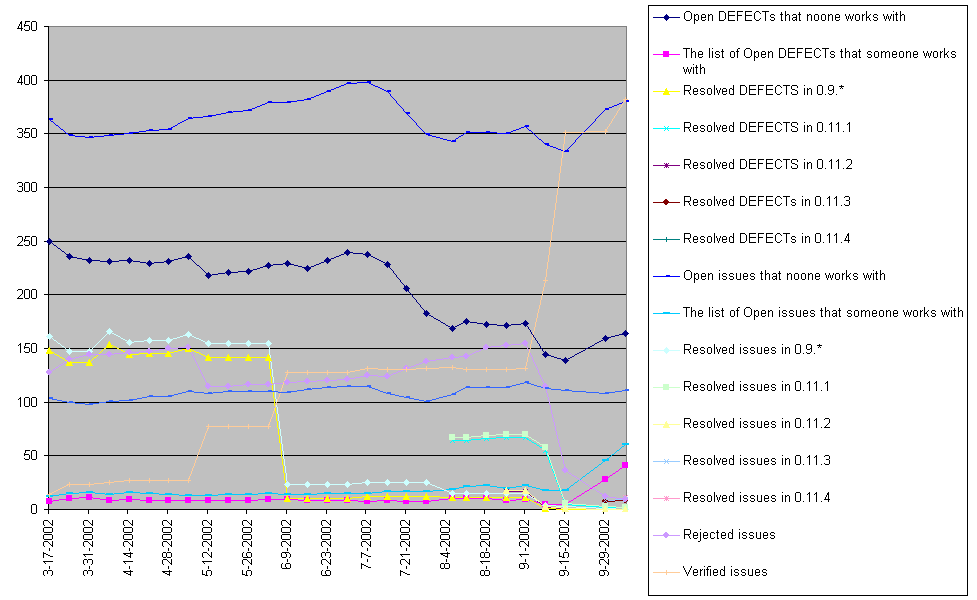 450
400
350
300
250
200
150
100
50
0
3-17-2002
3-31-2002
4-14-2002
4-28-2002
5-12-2002
5-26-2002
6-9-2002
6-23-2002
7-7-2002
7-21-2002
8-4-2002
8-18-2002
9-1-2002
9-15-2002
9-29-2002
Open DEFECTs that noone works with
The list of Open DEFECTs that someone works
with
Resolved DEFECTS in 0.9.*
Resolved DEFECTS in 0.11.1
Resolved DEFECTS in 0.11.2
Resolved DEFECTs in 0.11.3
Resolved DEFECTs in 0.11.4
Open issues that noone works with
The list of Open issues that someone works with
Resolved issues in 0.9.*
Resolved issues in 0.11.1
Resolved issues in 0.11.2
Resolved issues in 0.11.3
Resolved issues in 0.11.4
Rejected issues
Verified issues